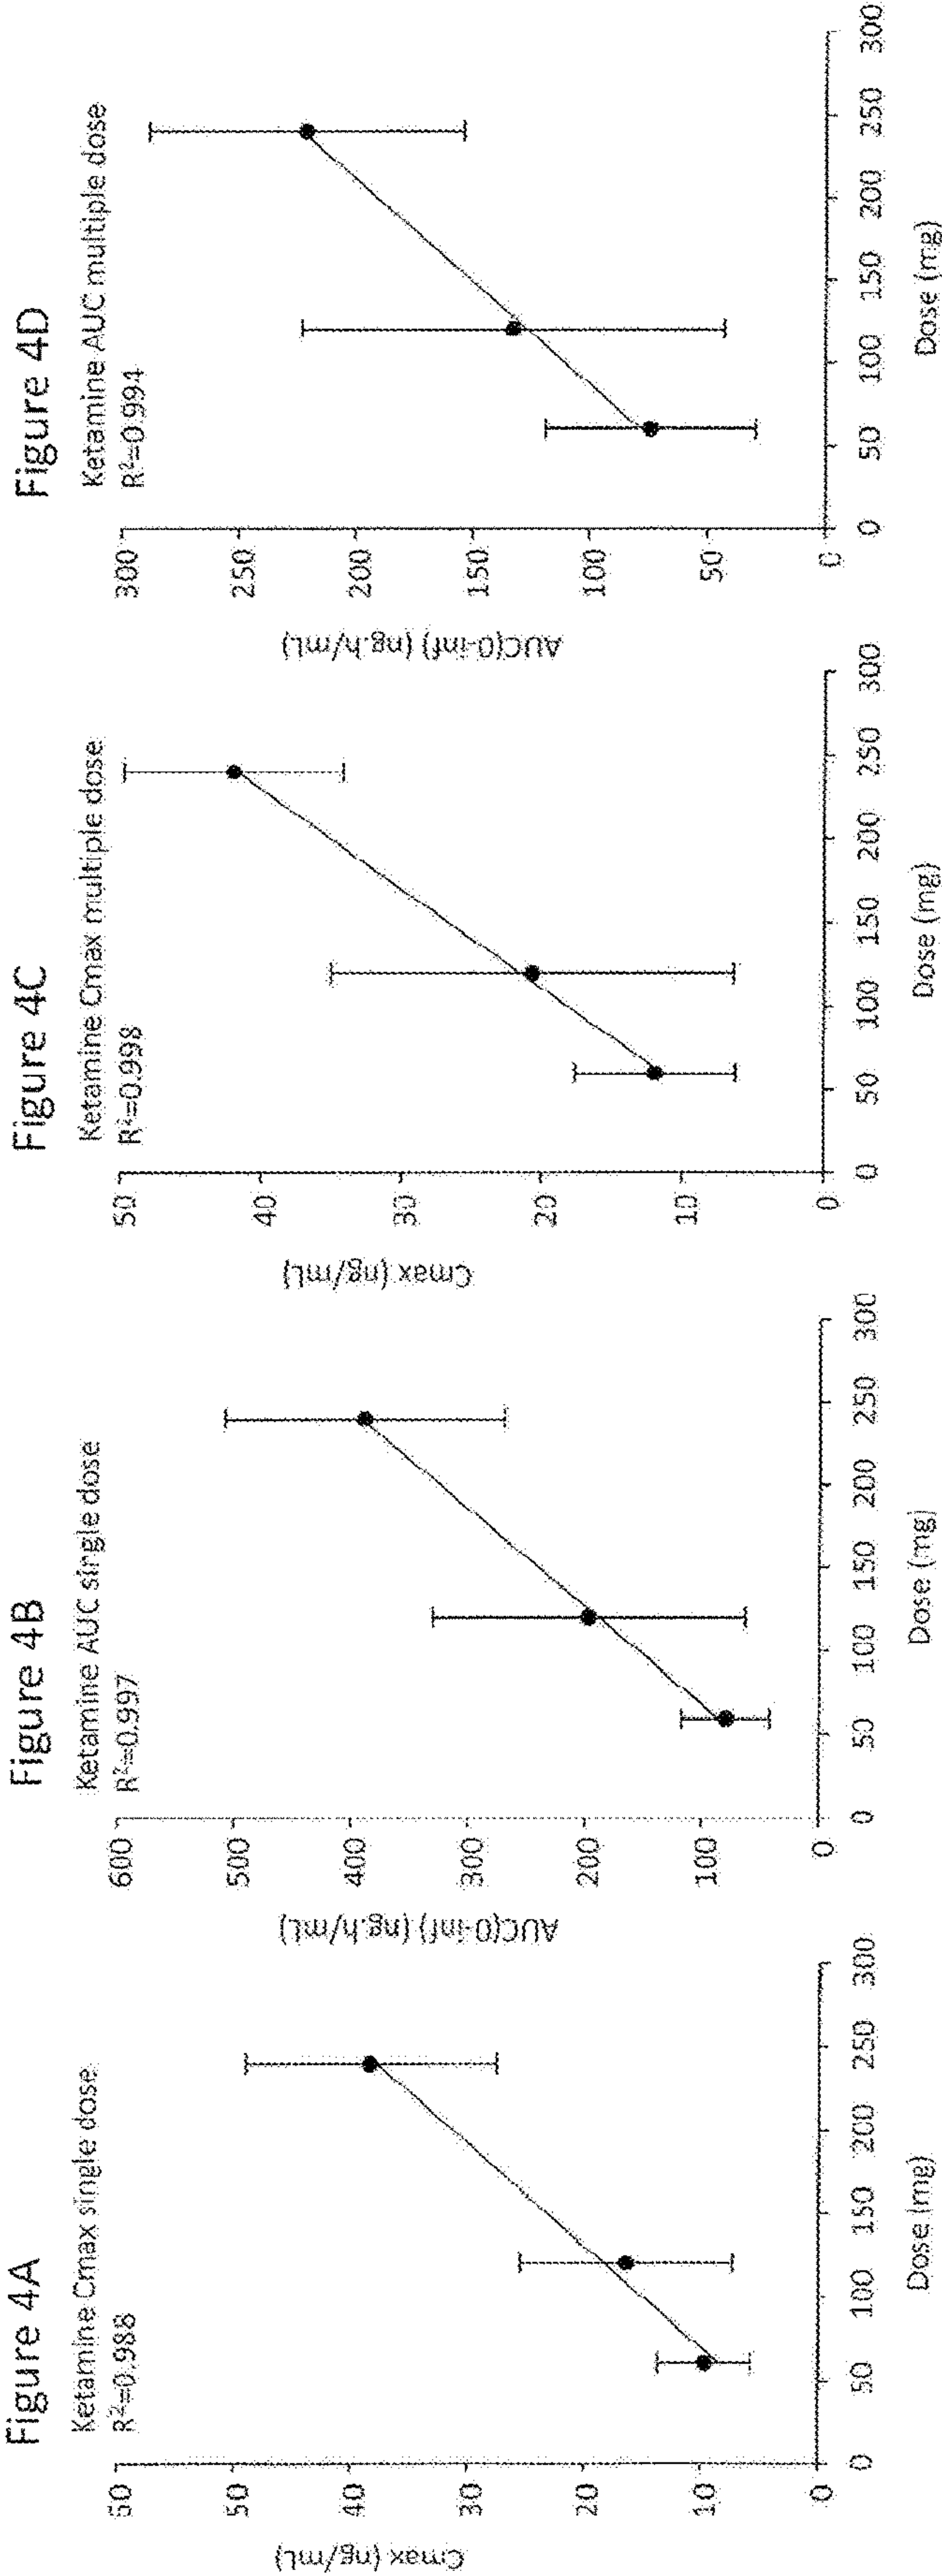 Figure 4A
Ketamine Cmax single dose
R²=0.988
60
50
40
30
20
10
0
Cmax (ng/mL)
0 50 100 150 200 250 300
Dose (mg)
Figure 4B
Ketamine AUC single dose
R²=0.997
600
500
400
300
200
100
0
AUC(0-inf) (ng.h/mL)
0 50 100 150 200 250 300
Dose (mg)
Figure 4C
Ketamine Cmax multiple dose
R²=0.998
50
40
30
20
10
0
Cmax (ng/mL)
0 50 100 150 200 250 300
Dose (mg)
Figure 4D
Ketamine AUC multiple dose
R²=0.994
300
250
200
150
100
50
0
AUC(0-inf) (ng.h/mL)
0 50 100 150 200 250 300
Dose (mg)